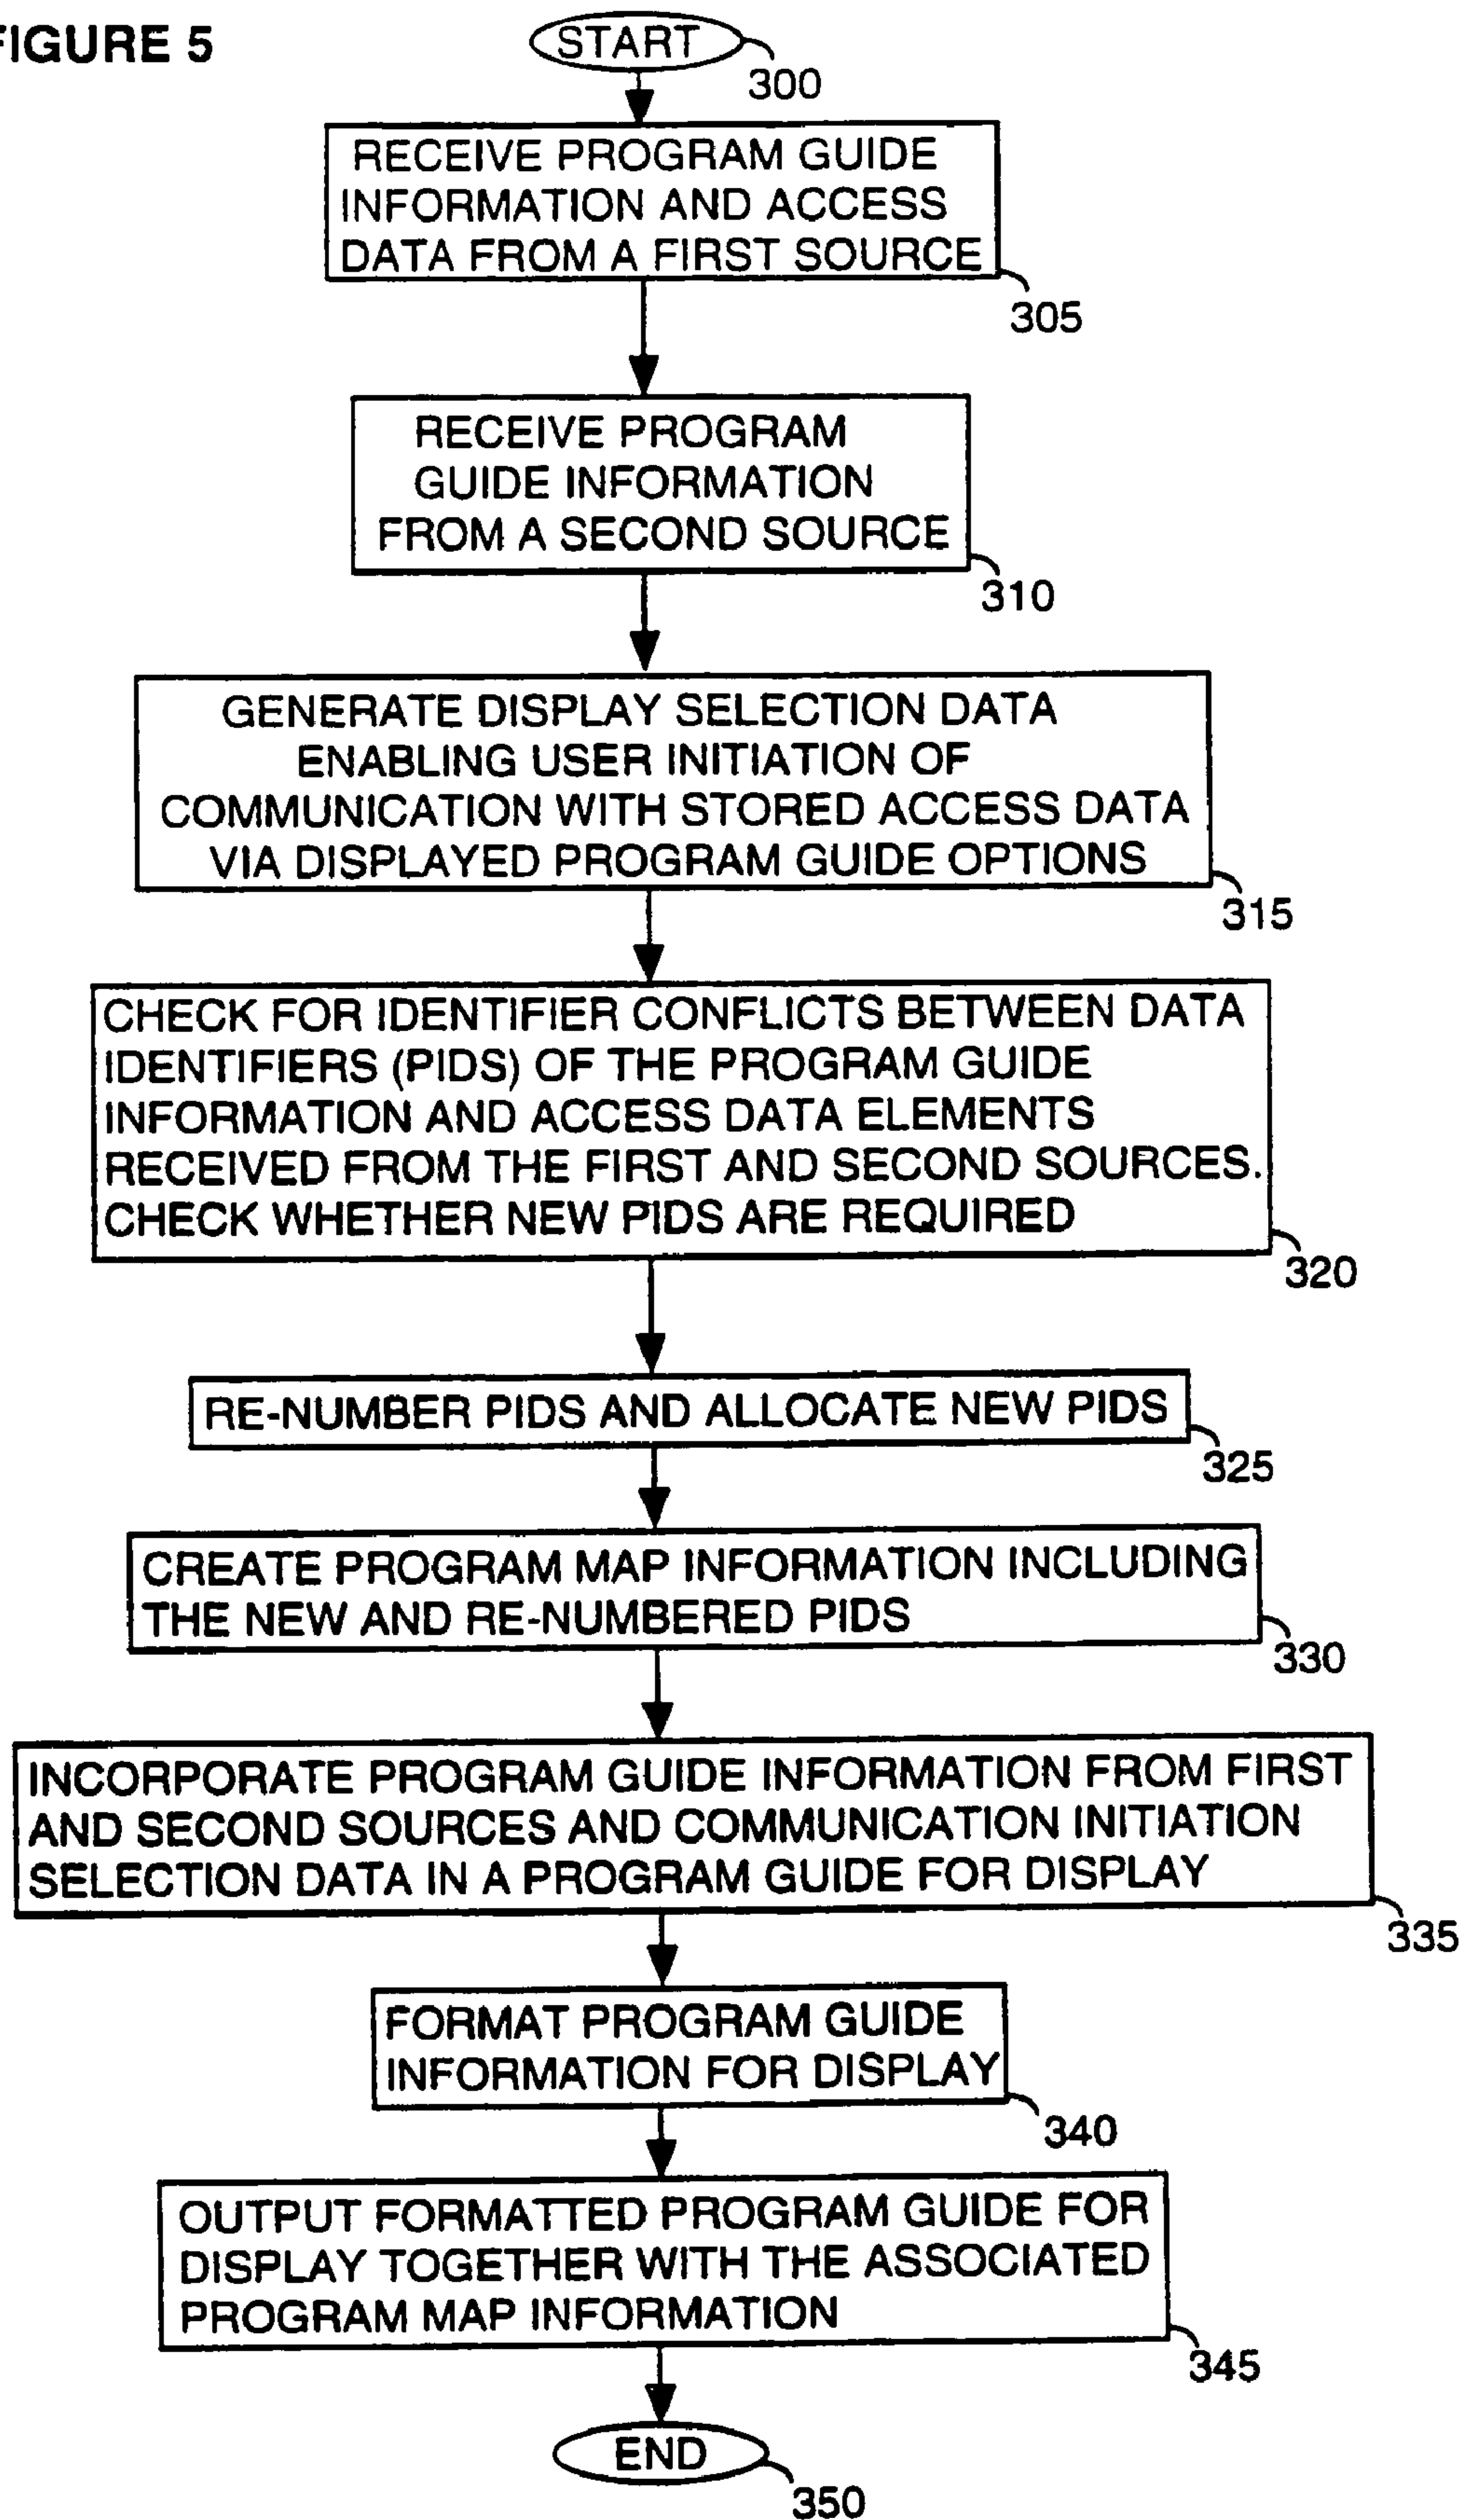 FIGURE 5
START
300
RECEIVE PROGRAM GUIDE
INFORMATION AND ACCESS
DATA FROM A FIRST SOURCE
305
RECEIVE PROGRAM
GUIDE INFORMATION
FROM A SECOND SOURCE
310
GENERATE DISPLAY SELECTION DATA
ENABLING USER INITIATION OF
COMMUNICATION WITH STORED ACCESS DATA
VIA DISPLAYED PROGRAM GUIDE OPTIONS
315
CHECK FOR IDENTIFIER CONFLICTS BETWEEN DATA
IDENTIFIERS (PIDS) OF THE PROGRAM GUIDE
INFORMATION AND ACCESS DATA ELEMENTS
RECEIVED FROM THE FIRST AND SECOND SOURCES.
CHECK WHETHER NEW PIDS ARE REQUIRED
320
RE-NUMBER PIDS AND ALLOCATE NEW PIDS
325
CREATE PROGRAM MAP INFORMATION INCLUDING
THE NEW AND RE-NUMBERED PIDS
330
INCORPORATE PROGRAM GUIDE INFORMATION FROM FIRST
AND SECOND SOURCES AND COMMUNICATION INITIATION
SELECTION DATA IN A PROGRAM GUIDE FOR DISPLAY
335
FORMAT PROGRAM GUIDE
INFORMATION FOR DISPLAY
340
OUTPUT FORMATTED PROGRAM GUIDE FOR
DISPLAY TOGETHER WITH THE ASSOCIATED
PROGRAM MAP INFORMATION
345
END
350